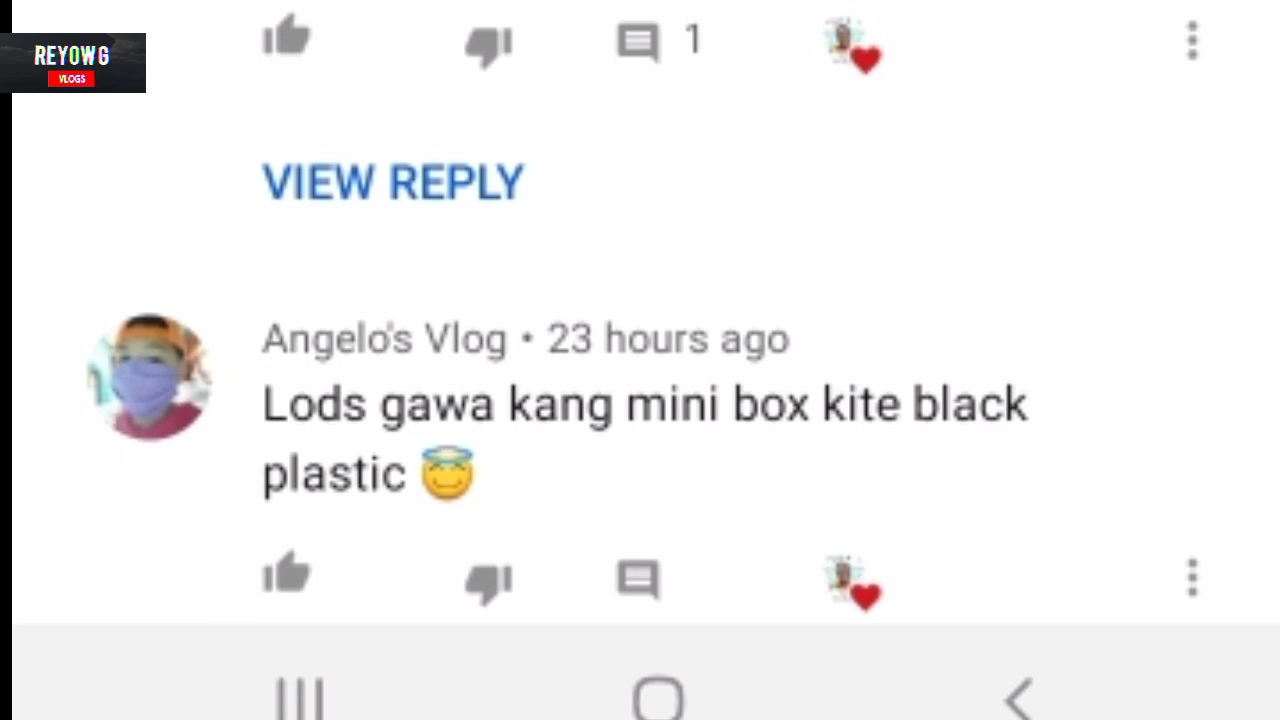 REYOWG
VLOGS
1
VIEW REPLY
Angelo's Vlog • 23 hours ago
Lods gawa kang mini box kite black
plastic 😇